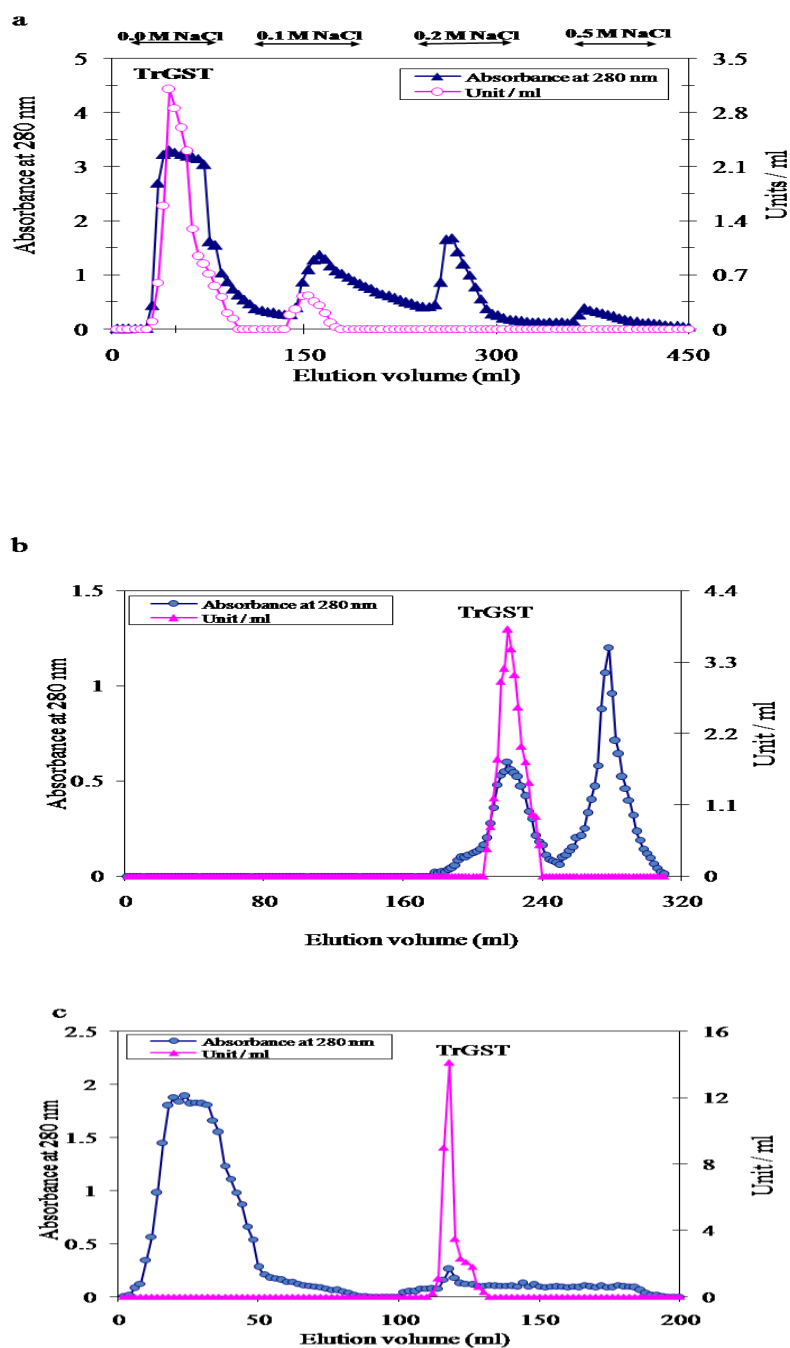 a
0.0 M NaCl 0.1 M NaCl 0.2 M NaCl 0.5 M NaCl
TrGST
Absorbance at 280 nm
Unit / ml
5
4
3
2
1
0
Absorbance at 280 nm
3.5
2.8
2.1
1.4
0.7
0
Units / ml
0 150 300 450
Elution volume (ml)
b
Absorbance at 280 nm
Unit / ml
TrGST
1.5
1
0.5
0
Absorbance at 280 nm
4.4
3.3
2.2
1.1
0
Unit / ml
0 80 160 240 320
Elution volume (ml)
c
Absorbance at 280 nm
Unit / ml
TrGST
2.5
2
1.5
1
0.5
0
Absorbance at 280 nm
16
12
8
4
0
Unit / ml
0 50 100 150 200
Elution volume (ml)